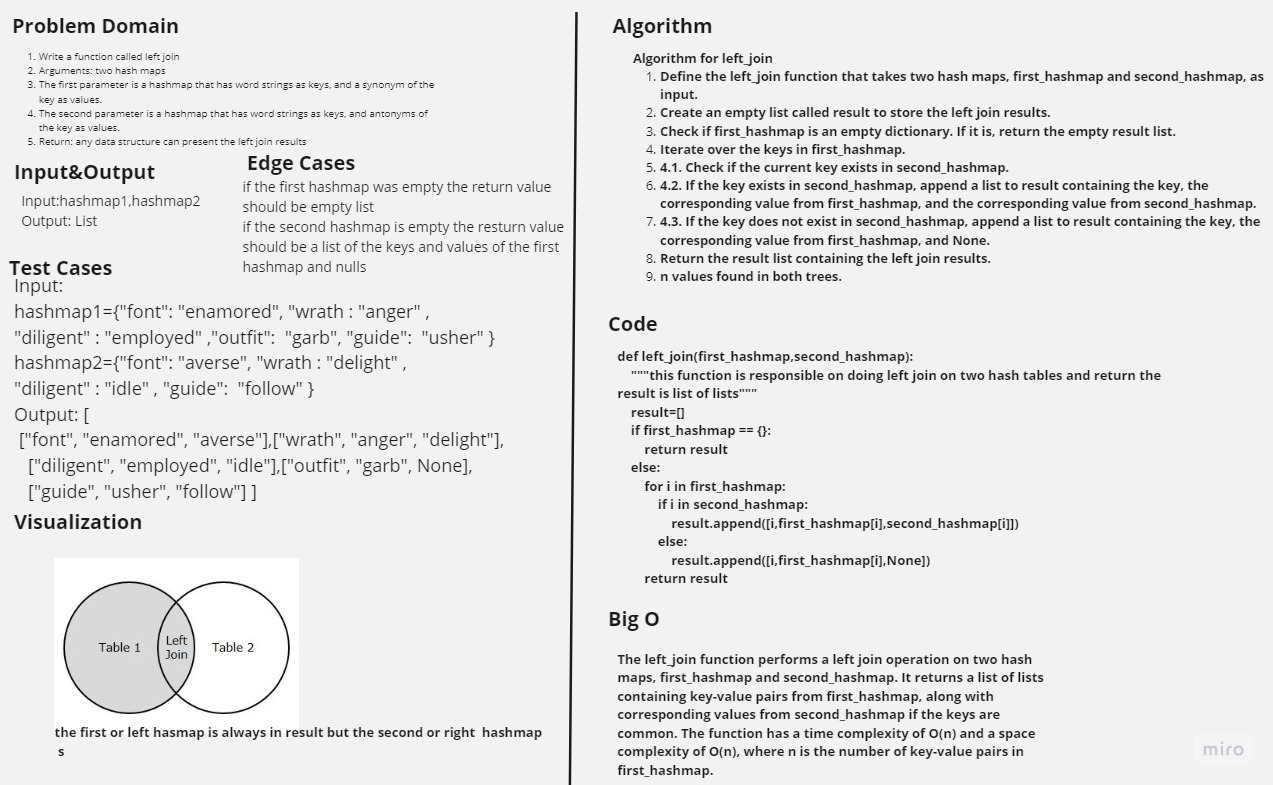 Problem Domain
1. Write a function called left join
2. Arguments: two hash maps
3. The first parameter is a hashmap that has word strings as keys, and a synonym of the
key as values.
4. The second parameter is a hashmap that has word strings as keys, and antonyms of
the key as values.
5. Return: any data structure can present the left join results
Input&Output
Input:hashmap1,hashmap2
Output: List
Edge Cases
if the first hashmap was empty the return value
should be empty list
if the second hashmap is empty the resturn value
should be a list of the keys and values of the first
hashmap and nulls
Test Cases
Input:
hashmap1={"font": "enamored", "wrath : "anger" ,
"diligent" : "employed" ,"outfit":  "garb", "guide":  "usher" }
hashmap2={"font": "averse", "wrath : "delight" ,
"diligent" : "idle" , "guide":  "follow" }
Output: [
["font", "enamored", "averse"],["wrath", "anger", "delight"],
["diligent", "employed", "idle"],["outfit", "garb", None],
["guide", "usher", "follow"] ]
Visualization
Table 1
Left
Join
Table 2
the first or left hasmap is always in result but the second or right  hashmap
s
Algorithm
Algorithm for left_join
1. Define the left_join function that takes two hash maps, first_hashmap and second_hashmap, as
input.
2. Create an empty list called result to store the left join results.
3. Check if first_hashmap is an empty dictionary. If it is, return the empty result list.
4. Iterate over the keys in first_hashmap.
5. 4.1. Check if the current key exists in second_hashmap.
6. 4.2. If the key exists in second_hashmap, append a list to result containing the key, the
corresponding value from first_hashmap, and the corresponding value from second_hashmap.
7. 4.3. If the key does not exist in second_hashmap, append a list to result containing the key, the
corresponding value from first_hashmap, and None.
8. Return the result list containing the left join results.
9. n values found in both trees.
Code
def left_join(first_hashmap,second_hashmap):
"""this function is responsible on doing left join on two hash tables and return the
result is list of lists"""
result=[]
if first_hashmap == {}:
return result
else:
for i in first_hashmap:
if i in second_hashmap:
result.append([i,first_hashmap[i],second_hashmap[i]])
else:
result.append([i,first_hashmap[i],None])
return result
Big O
The left_join function performs a left join operation on two hash
maps, first_hashmap and second_hashmap. It returns a list of lists
containing key-value pairs from first_hashmap, along with
corresponding values from second_hashmap if the keys are
common. The function has a time complexity of O(n) and a space
complexity of O(n), where n is the number of key-value pairs in
first_hashmap.
miro